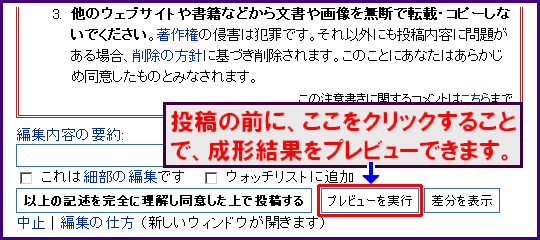 3. 他のウェブサイトや書籍などから文書や画像を無断で転載・コピーしな
いでください。著作権の侵害は犯罪です。それ以外にも投稿内容に問題が
ある場合、削除の方針に基づき削除されます。このことにあなたはあらかじ
め同意したものとみなされます。
この注意書きに関するコメントはこちらまで
投稿の前に、ここをクリックすること
で、成形結果をプレビューできます。
編集内容の要約:
これは細部の編集です ウォッチリストに追加
以上の記述を完全に理解し同意した上で投稿する プレビューを実行 差分を表示
中止 | 編集の仕方 (新しいウィンドウが開きます)